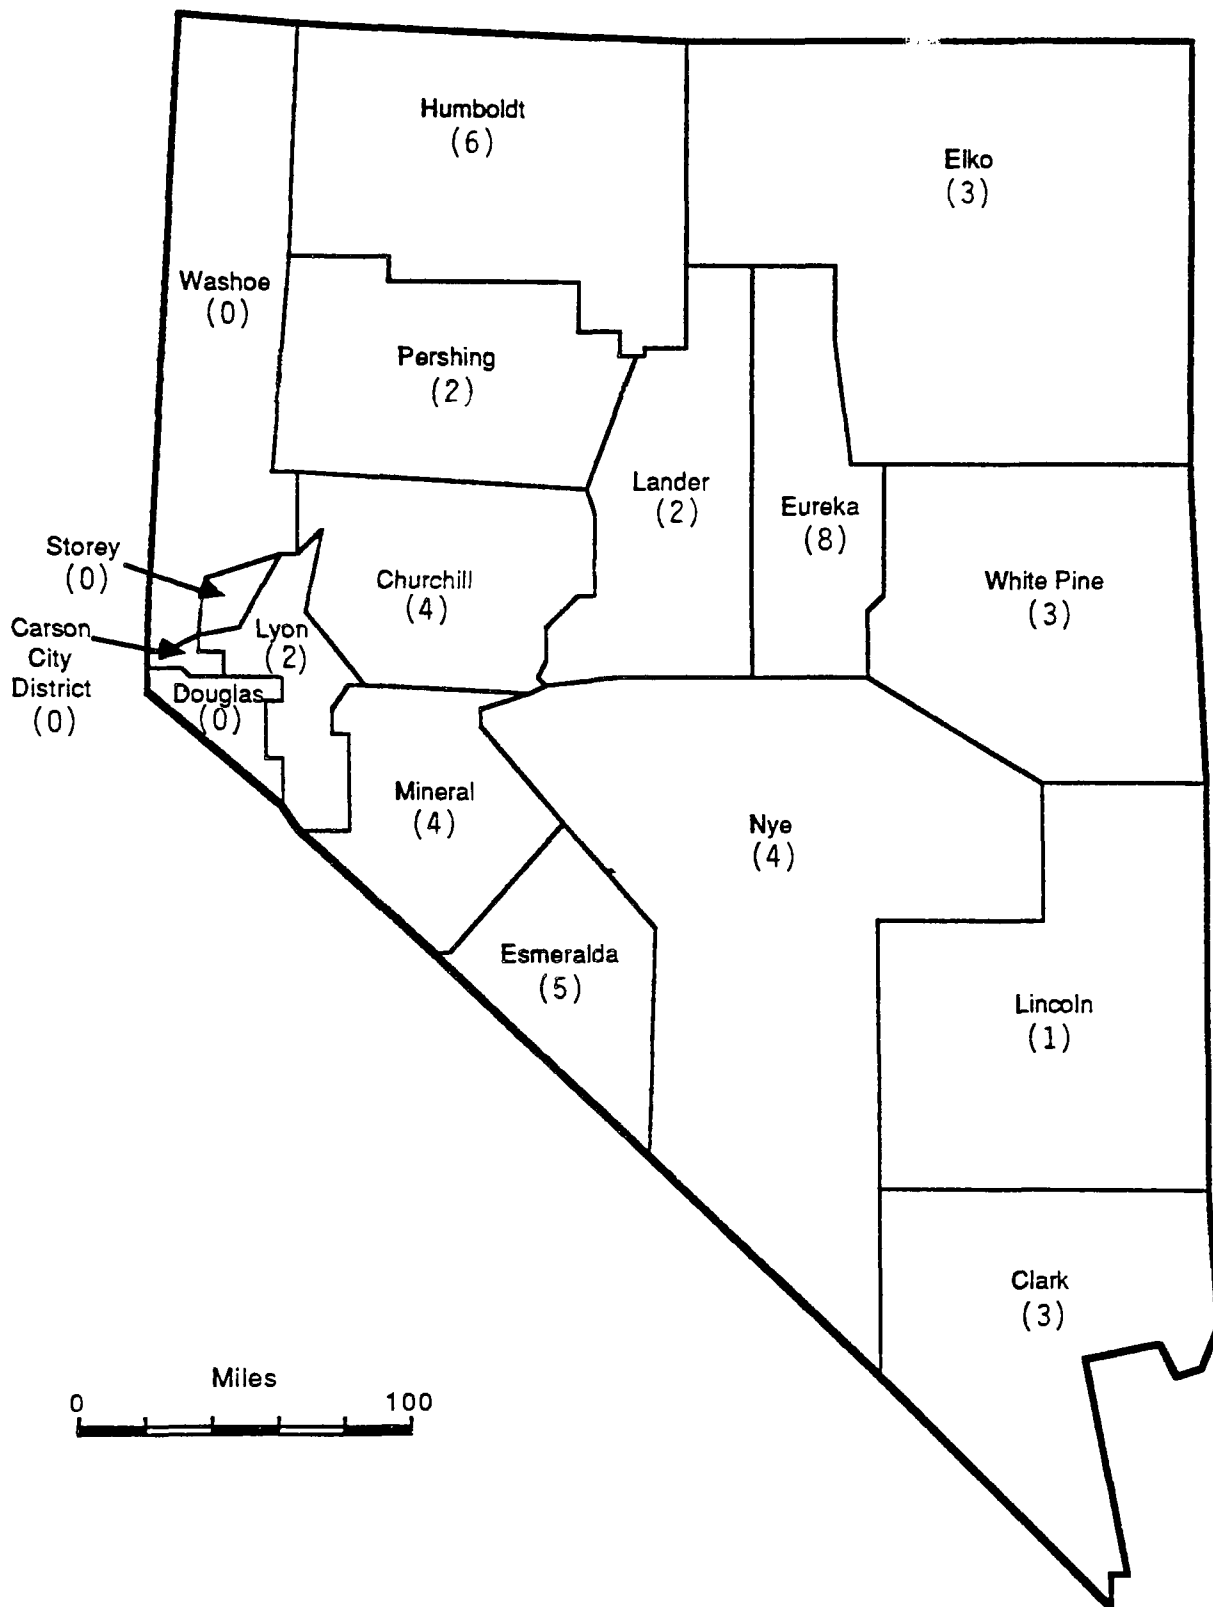 Humboldt
(6)
Elko
(3)
Washoe
(0)
Pershing
(2)
Lander
(2)
Eureka
(8)
Storey
(0)
Churchill
(4)
White Pine
(3)
Carson
City
District
(0)
Lyon
(2)
Douglas
(0)
Mineral
(4)
Nye
(4)
Esmeralda
(5)
Lincoln
(1)
Clark
(3)
Miles
0 100